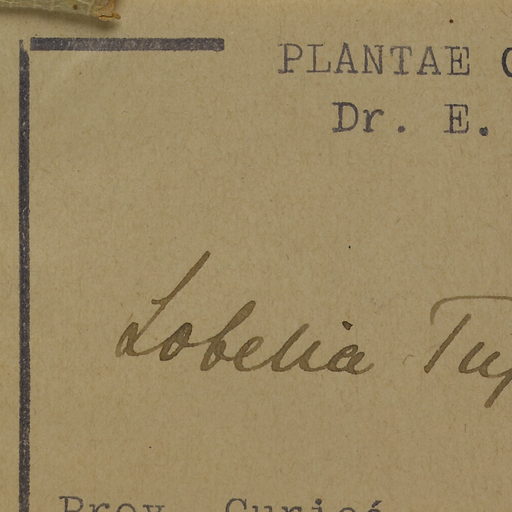 PLANTAE
Dr. E.
Lobelia Tup
Prov. Curicó